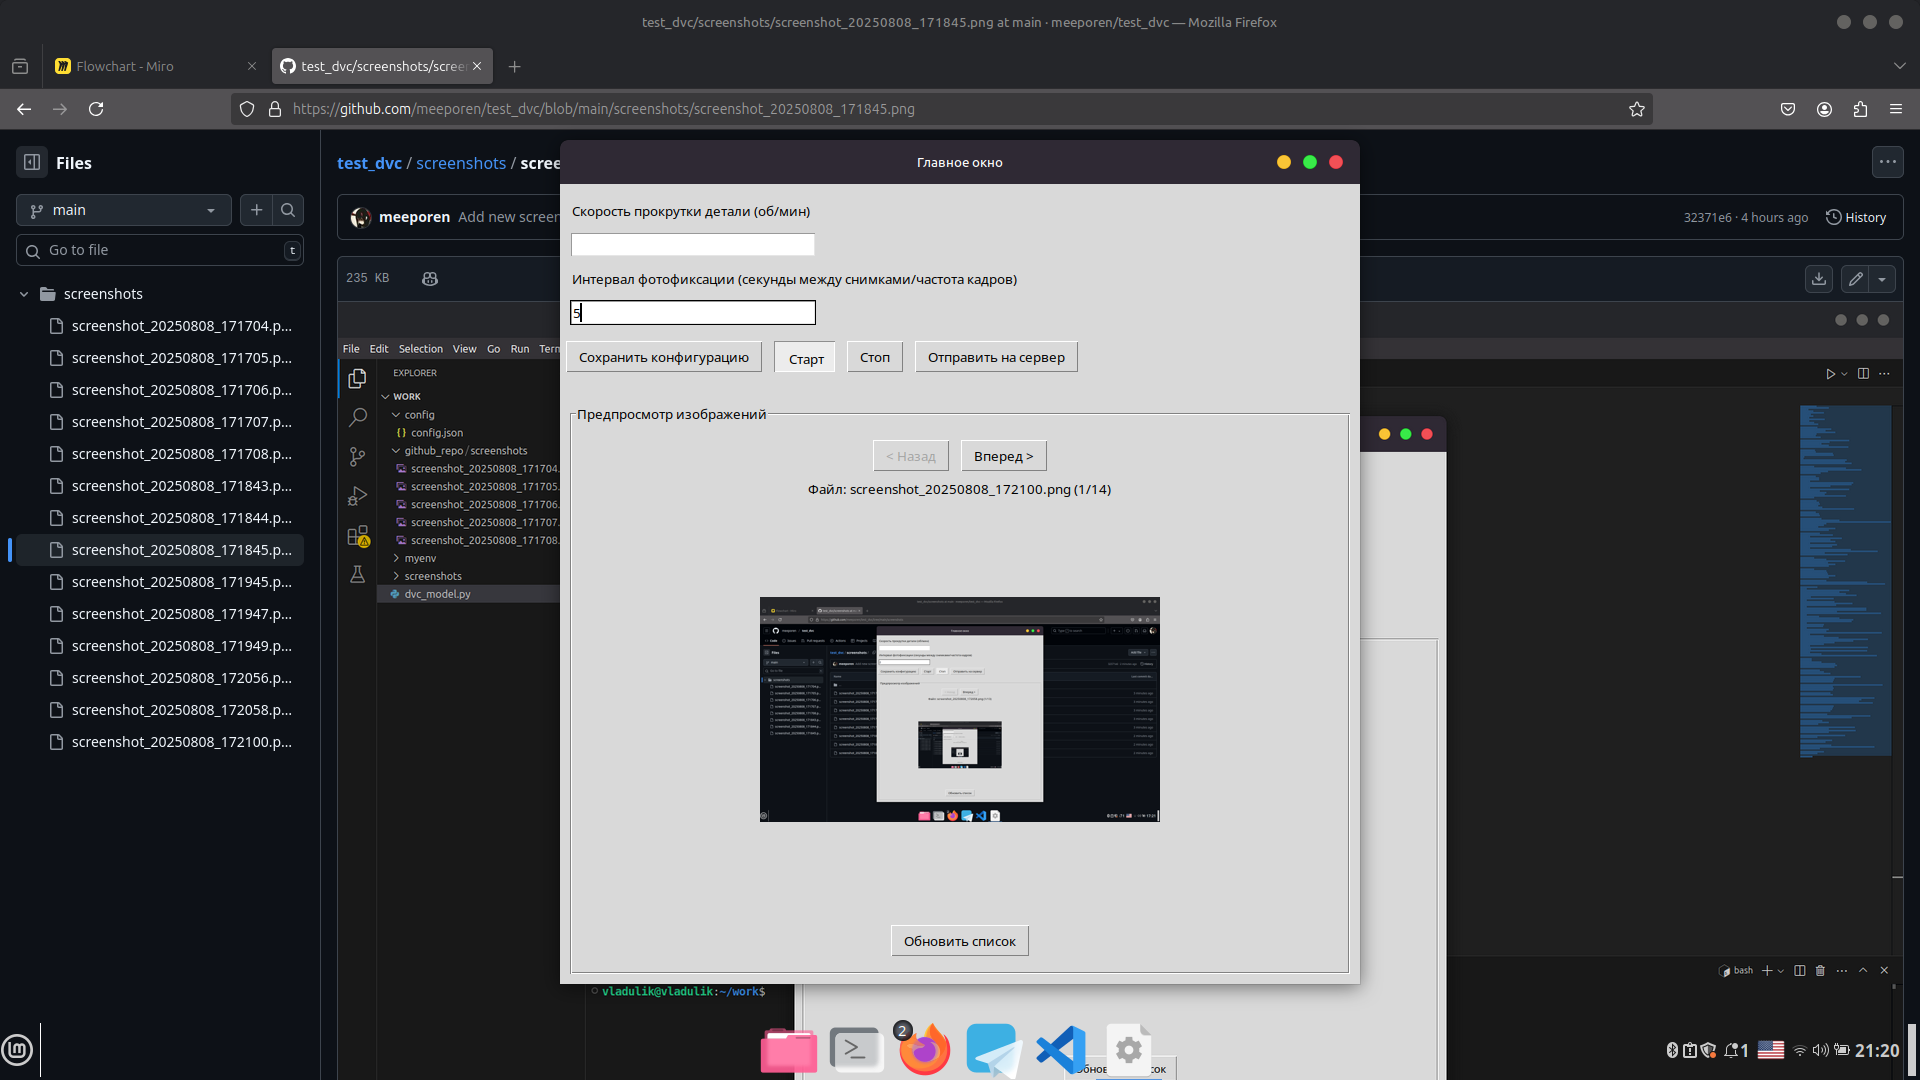 test_dvc/screenshots/screenshot_20250808_171845.png at main · meeporen/test_dvc — Mozilla Firefox
Flowchart - Miro
test_dvc/screenshots/scree
https://github.com/meeporen/test_dvc/blob/main/screenshots/screenshot_20250808_171845.png
Files
main
Go to file
t
screenshots
screenshot_20250808_171704.p...
screenshot_20250808_171705.p...
screenshot_20250808_171706.p...
screenshot_20250808_171707.p...
screenshot_20250808_171708.p...
screenshot_20250808_171843.p...
screenshot_20250808_171844.p...
screenshot_20250808_171845.p...
screenshot_20250808_171945.p...
screenshot_20250808_171947.p...
screenshot_20250808_171949.p...
screenshot_20250808_172056.p...
screenshot_20250808_172058.p...
screenshot_20250808_172100.p...
test_dvc / screenshots / scree
meeporen Add new screen
32371e6 · 4 hours ago
History
235 KB
File Edit Selection View Go Run Term
EXPLORER
WORK
config
config.json
github_repo / screenshots
screenshot_20250808_171704.
screenshot_20250808_171705.
screenshot_20250808_171706.
screenshot_20250808_171707.
screenshot_20250808_171708.
myenv
screenshots
dvc_model.py
Главное окно
Скорость прокрутки детали (об/мин)
Интервал фотофиксации (секунды между снимками/частота кадров)
5
Сохранить конфигурацию
Старт
Стоп
Отправить на сервер
Предпросмотр изображений
< Назад
Вперед >
Файл: screenshot_20250808_172100.png (1/14)
Обновить список
bash
vladulik@vladulik:~/work$
2
1
21:20